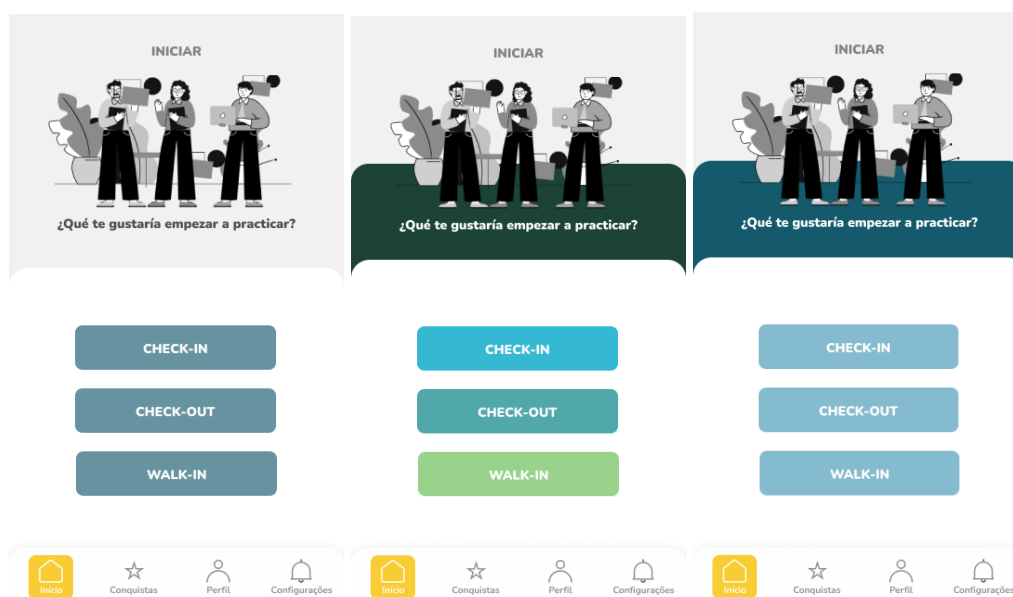 INICIAR
¿Qué te gustaría empezar a practicar?
CHECK-IN
CHECK-OUT
WALK-IN
Início
Conquistas
Perfil
Configurações
INICIAR
¿Qué te gustaría empezar a practicar?
CHECK-IN
CHECK-OUT
WALK-IN
Início
Conquistas
Perfil
Configurações
INICIAR
¿Qué te gustaría empezar a practicar?
CHECK-IN
CHECK-OUT
WALK-IN
Início
Conquistas
Perfil
Configurações